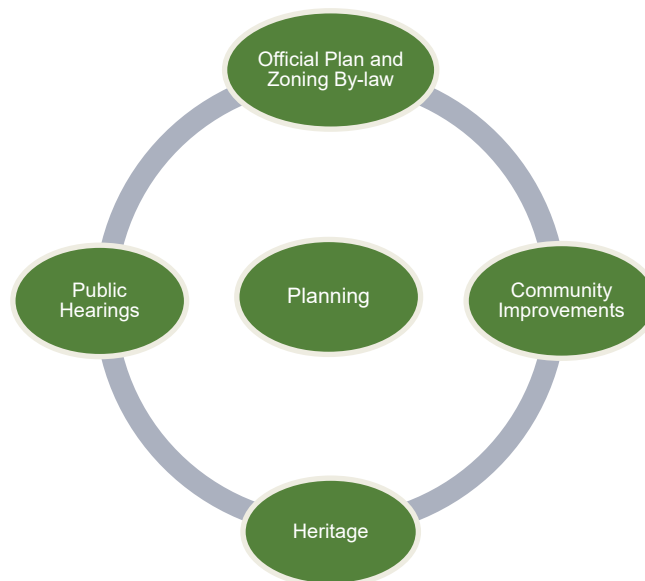 Official Plan and
Zoning By-law
Public
Hearings
Planning
Community
Improvements
Heritage